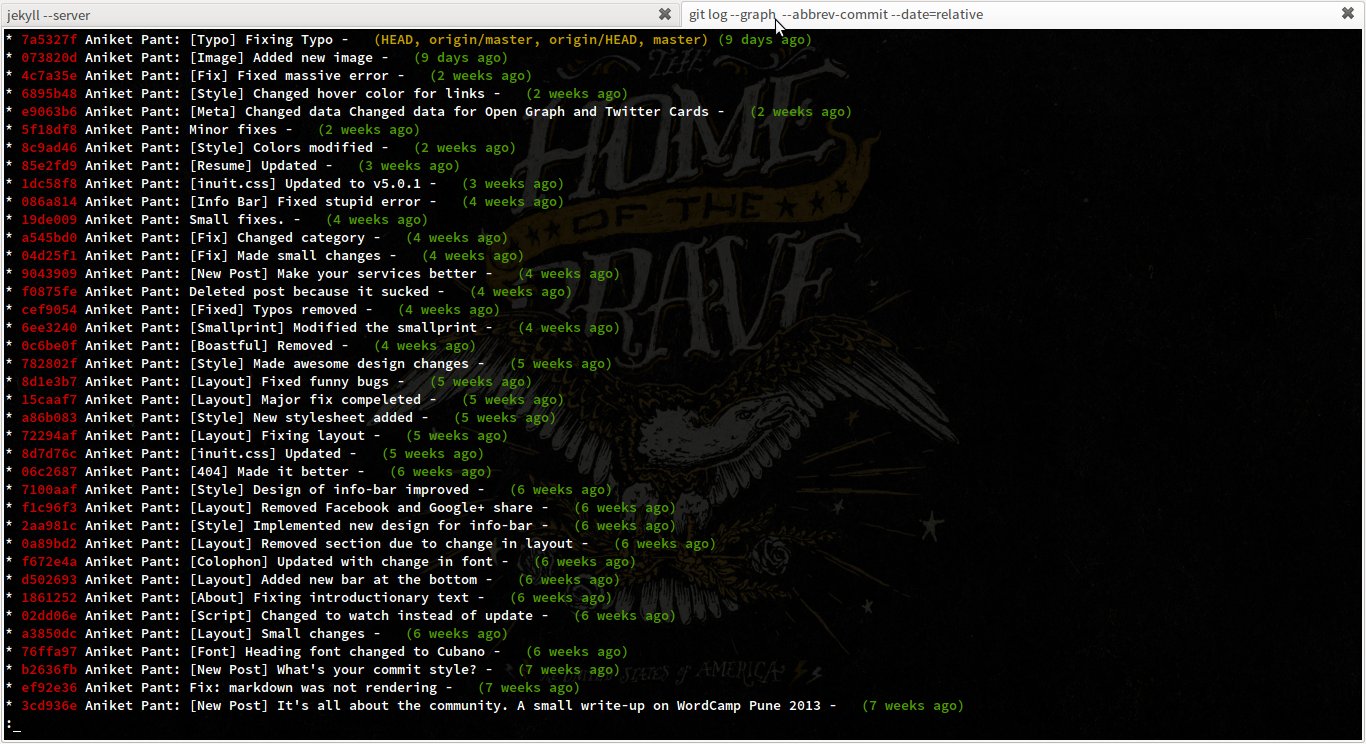 jekyll --server
git log --graph --abbrev-commit --date=relative
* 7a5327f Aniket Pant: [Typo] Fixing Typo - (HEAD, origin/master, origin/HEAD, master) (9 days ago)
* 073820d Aniket Pant: [Image] Added new image - (9 days ago)
* 4c7a35e Aniket Pant: [Fix] Fixed massive error - (2 weeks ago)
* 6895b48 Aniket Pant: [Style] Changed hover color for links - (2 weeks ago)
* e9063b6 Aniket Pant: [Meta] Changed data Changed data for Open Graph and Twitter Cards - (2 weeks ago)
* 5f18df8 Aniket Pant: Minor fixes - (2 weeks ago)
* 8c9ad46 Aniket Pant: [Style] Colors modified - (2 weeks ago)
* 85e2fd9 Aniket Pant: [Resume] Updated - (3 weeks ago)
* 1dc58f8 Aniket Pant: [inuit.css] Updated to v5.0.1 - (3 weeks ago)
* 086a814 Aniket Pant: [Info Bar] Fixed stupid error - (4 weeks ago)
* 19de009 Aniket Pant: Small fixes. - (4 weeks ago)
* a545bd0 Aniket Pant: [Fix] Changed category - (4 weeks ago)
* 04d25f1 Aniket Pant: [Fix] Made small changes - (4 weeks ago)
* 9043909 Aniket Pant: [New Post] Make your services better - (4 weeks ago)
* f0875fe Aniket Pant: Deleted post because it sucked - (4 weeks ago)
* cef9054 Aniket Pant: [Fixed] Typos removed - (4 weeks ago)
* 6ee3240 Aniket Pant: [Smallprint] Modified the smallprint - (4 weeks ago)
* 0c6be0f Aniket Pant: [Boastful] Removed - (4 weeks ago)
* 782802f Aniket Pant: [Style] Made awesome design changes - (5 weeks ago)
* 8d1e3b7 Aniket Pant: [Layout] Fixed funny bugs - (5 weeks ago)
* 15caaf7 Aniket Pant: [Layout] Major fix compeleted - (5 weeks ago)
* a86b083 Aniket Pant: [Style] New stylesheet added - (5 weeks ago)
* 72294af Aniket Pant: [Layout] Fixing layout - (5 weeks ago)
* 8d7d76c Aniket Pant: [inuit.css] Updated - (5 weeks ago)
* 06c2687 Aniket Pant: [404] Made it better - (6 weeks ago)
* 7100aaf Aniket Pant: [Style] Design of info-bar improved - (6 weeks ago)
* f1c96f3 Aniket Pant: [Layout] Removed Facebook and Google+ share - (6 weeks ago)
* 2aa981c Aniket Pant: [Style] Implemented new design for info-bar - (6 weeks ago)
* 0a89bd2 Aniket Pant: [Layout] Removed section due to change in layout - (6 weeks ago)
* f672e4a Aniket Pant: [Colophon] Updated with change in font - (6 weeks ago)
* d502693 Aniket Pant: [Layout] Added new bar at the bottom - (6 weeks ago)
* 1861252 Aniket Pant: [About] Fixing introductionary text - (6 weeks ago)
* 02dd06e Aniket Pant: [Script] Changed to watch instead of update - (6 weeks ago)
* a3850dc Aniket Pant: [Layout] Small changes - (6 weeks ago)
* 76ffa97 Aniket Pant: [Font] Heading font changed to Cubano - (6 weeks ago)
* b2636fb Aniket Pant: [New Post] What's your commit style? - (7 weeks ago)
* ef92e36 Aniket Pant: Fix: markdown was not rendering - (7 weeks ago)
* 3cd936e Aniket Pant: [New Post] It's all about the community. A small write-up on WordCamp Pune 2013 - (7 weeks ago)
:_
THE
HOME
OF THE
BRAVE
STATES of AMERICA